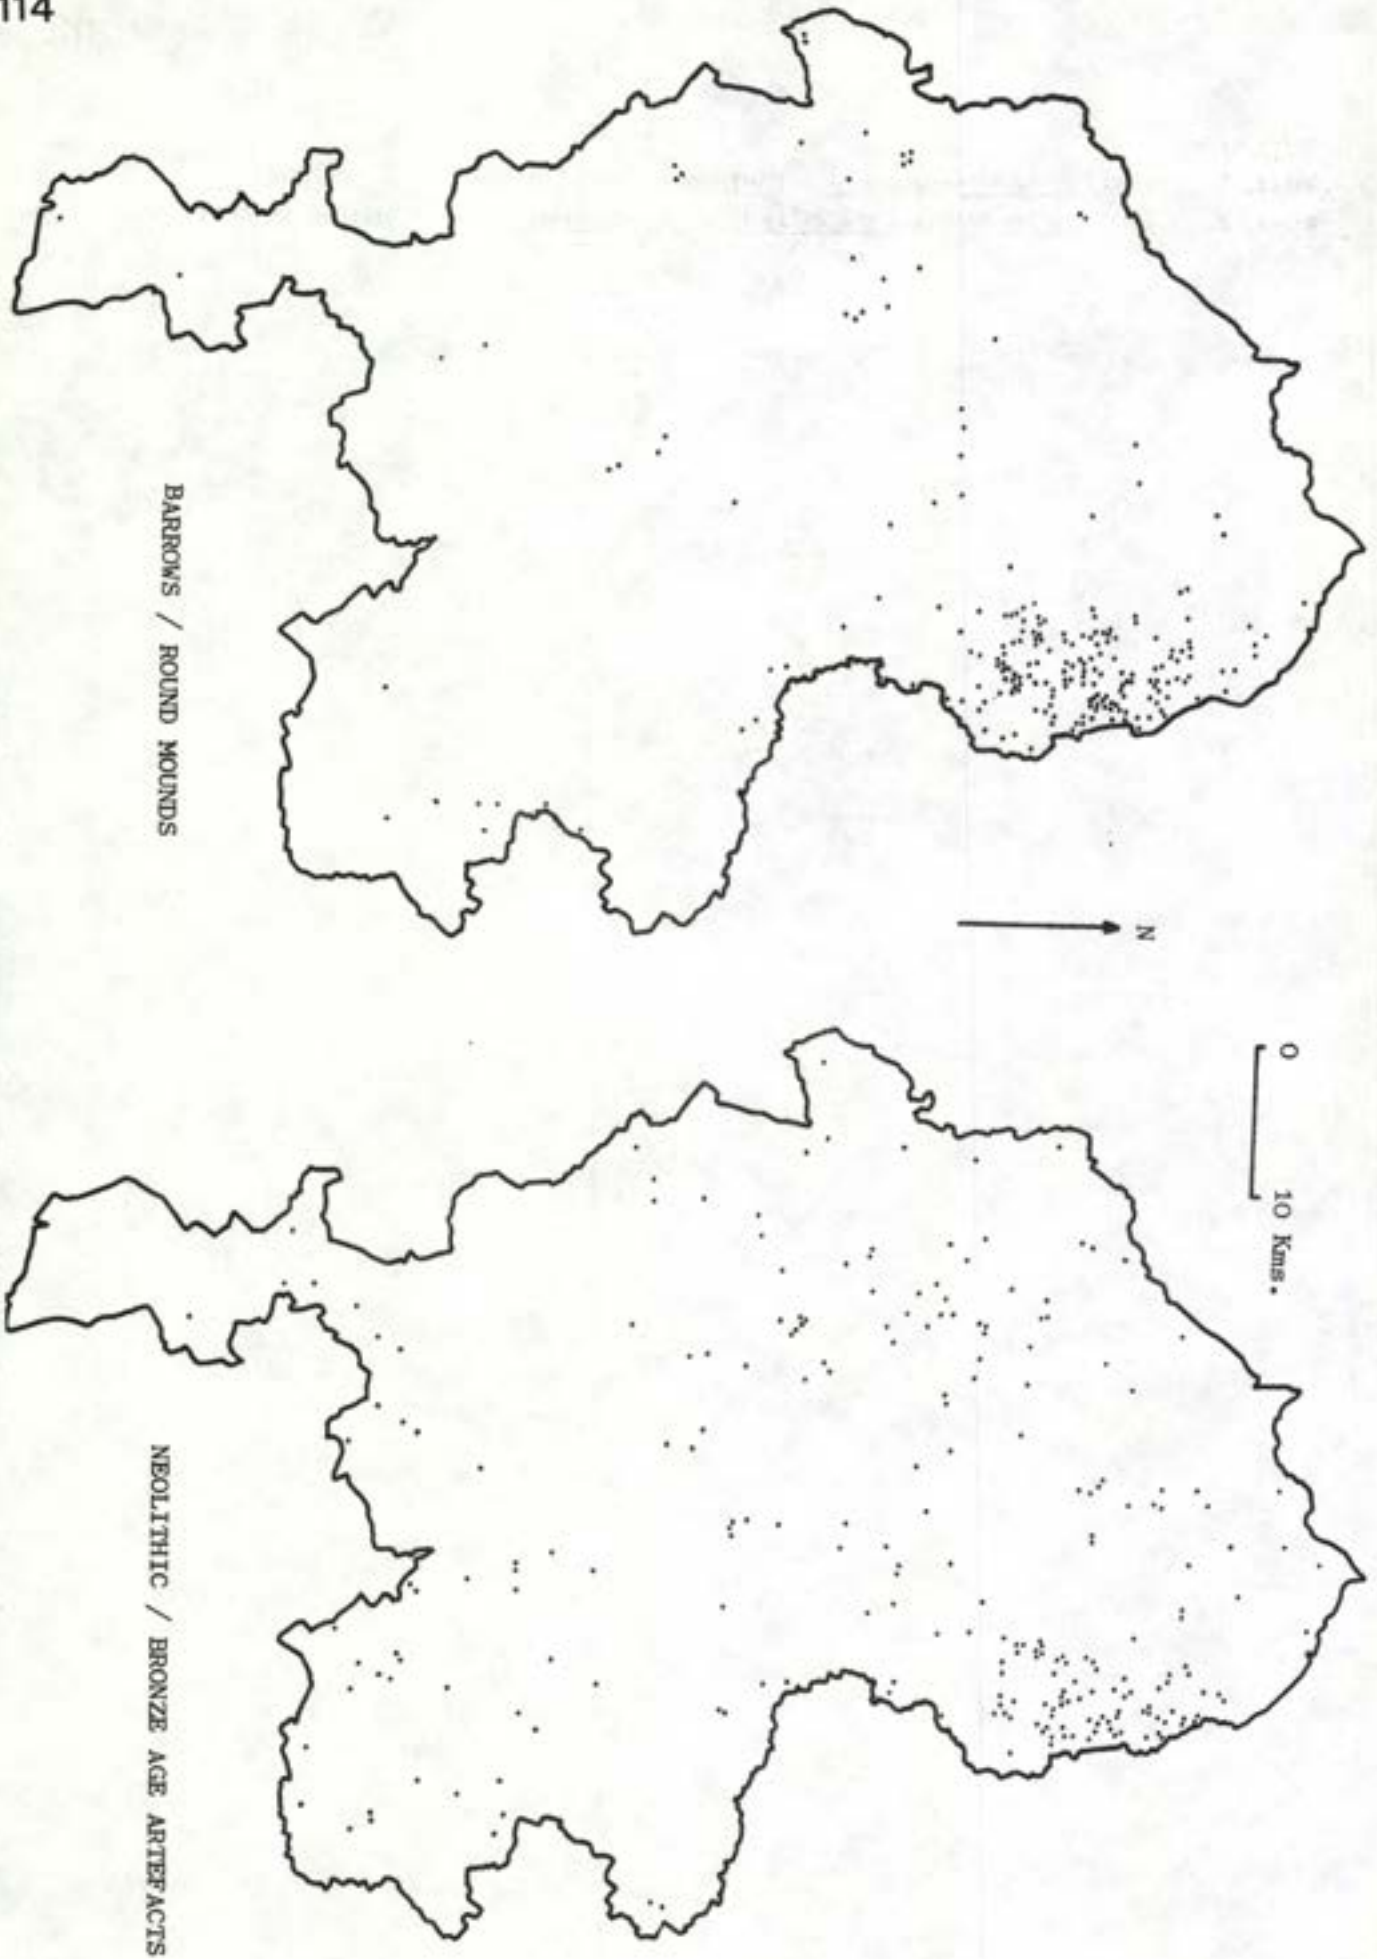 114
BARROWS / ROUND MOUNDS
N
0 10 Kms.
NEOLITHIC / BRONZE AGE ARTEFACTS